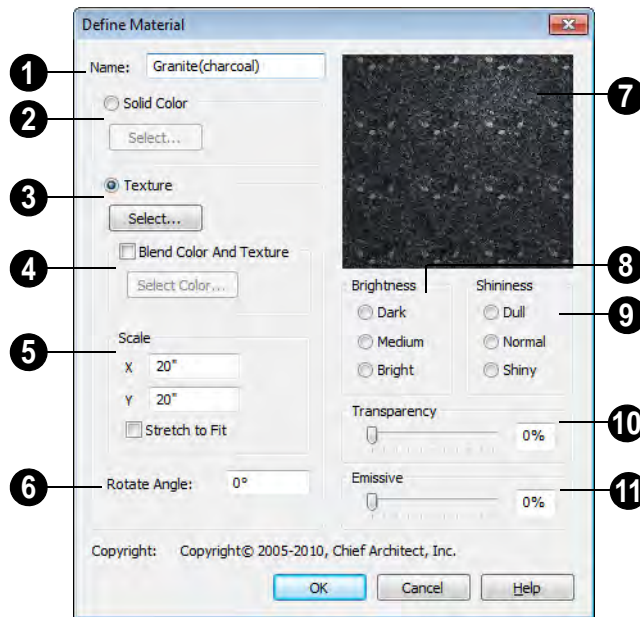 Define Material
1 Name: Granite(charcoal)
7
2 Solid Color
Select...
3 Texture
Select...
4 Blend Color And Texture
Select Color...
8
Brightness
Dark
Medium
Bright
Shininess
9
Dull
Normal
Shiny
5 Scale
X 20"
Y 20"
Stretch to Fit
Transparency
10
0%
6 Rotate Angle: 0°
Emissive
11
0%
Copyright: Copyright© 2005-2010, Chief Architect, Inc.
OK Cancel Help